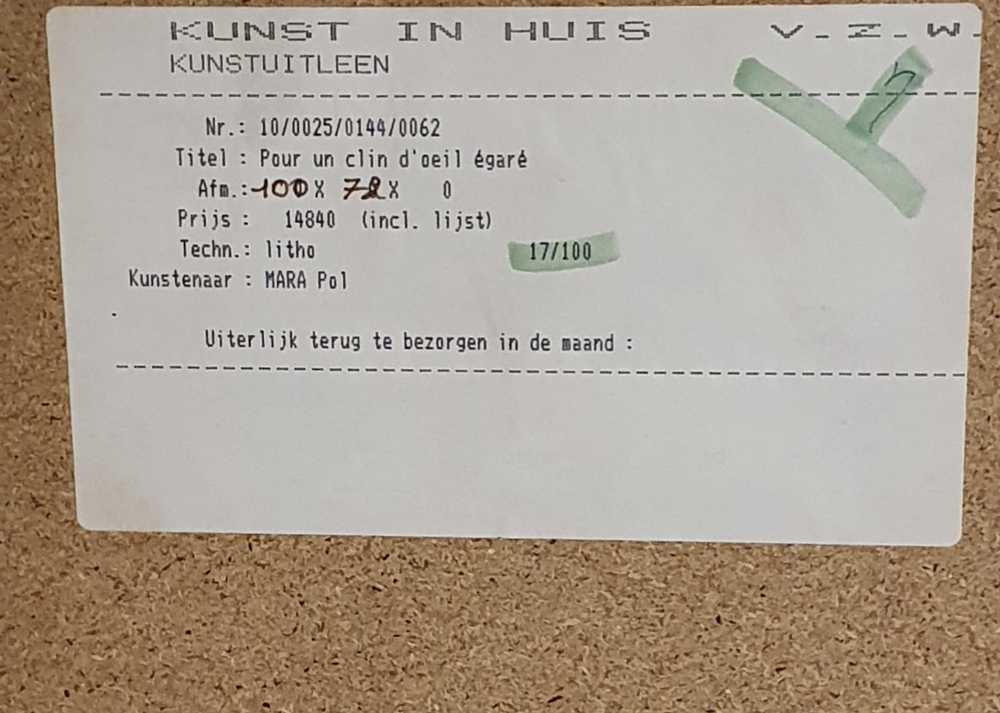 KUNST IN HUIS V.Z.W.
KUNSTUITLEEN
Nr.: 10/0025/0144/0062
Titel : Pour un clin d'oeil égaré
Afm.: 100 X 72 X 0
Prijs : 14840 (incl. lijst)
Techn.: litho 17/100
Kunstenaar : MARA Pol
Uiterlijk terug te bezorgen in de maand :